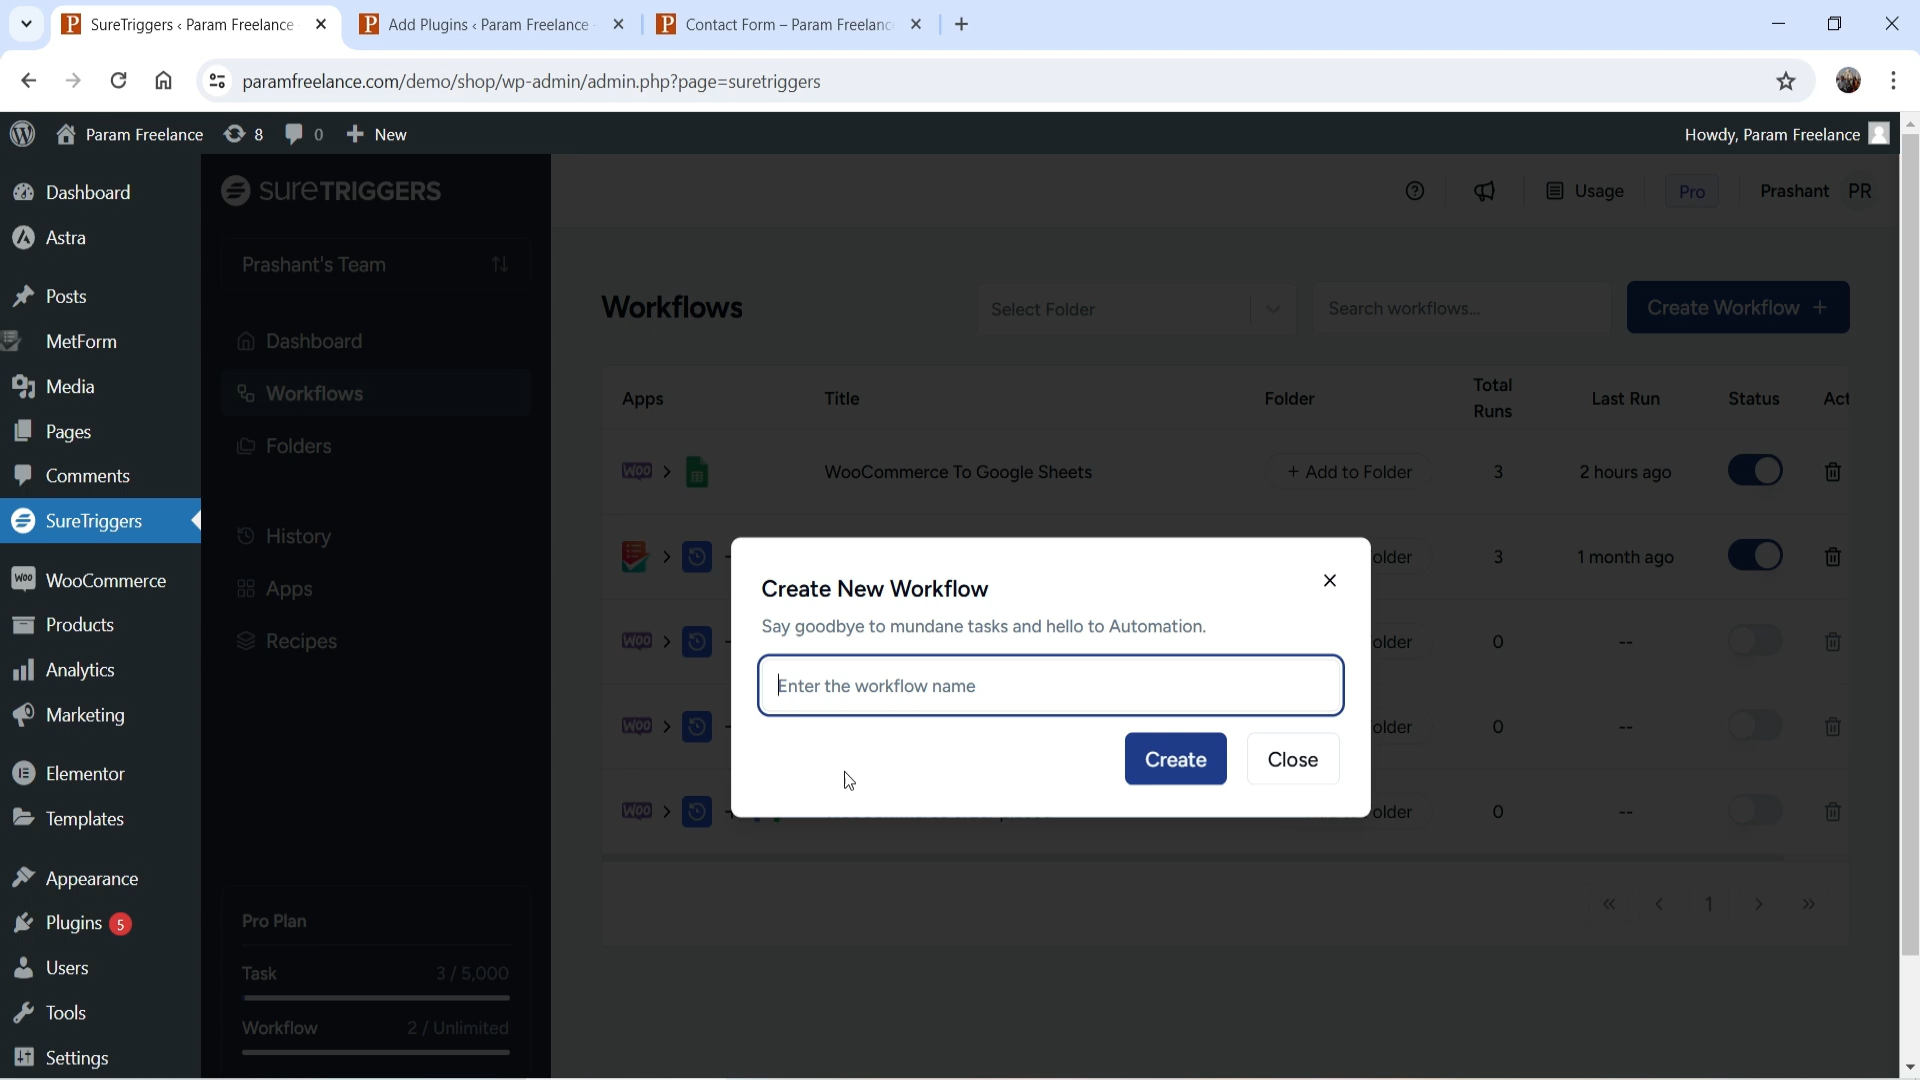 SureTriggers ‹ Param Freelance
Add Plugins ‹ Param Freelance –
Contact Form – Param Freelance
paramfreelance.com/demo/shop/wp-admin/admin.php?page=suretriggers
Param Freelance
8
0
New
Howdy, Param Freelance
Dashboard
Astra
Posts
MetForm
Media
Pages
Comments
SureTriggers
WooCommerce
Products
Analytics
Marketing
Elementor
Templates
Appearance
Plugins 5
Users
Tools
Settings
sureTRIGGERS
Prashant's Team
Dashboard
Workflows
Folders
History
Apps
Recipes
Pro Plan
Task 3 / 5,000
Workflow 2 / Unlimited
Usage
Pro
Prashant PR
Workflows
Select Folder
Search workflows...
Create Workflow +
Apps Title Folder Total Runs Last Run Status Act
Woo WooCommerce To Google Sheets + Add to Folder 3 2 hours ago
older 3 1 month ago
Woo older 0 --
Woo older 0 --
Woo older 0 --
« ‹ 1 › »
Create New Workflow
Say goodbye to mundane tasks and hello to Automation.
Enter the workflow name
Create
Close